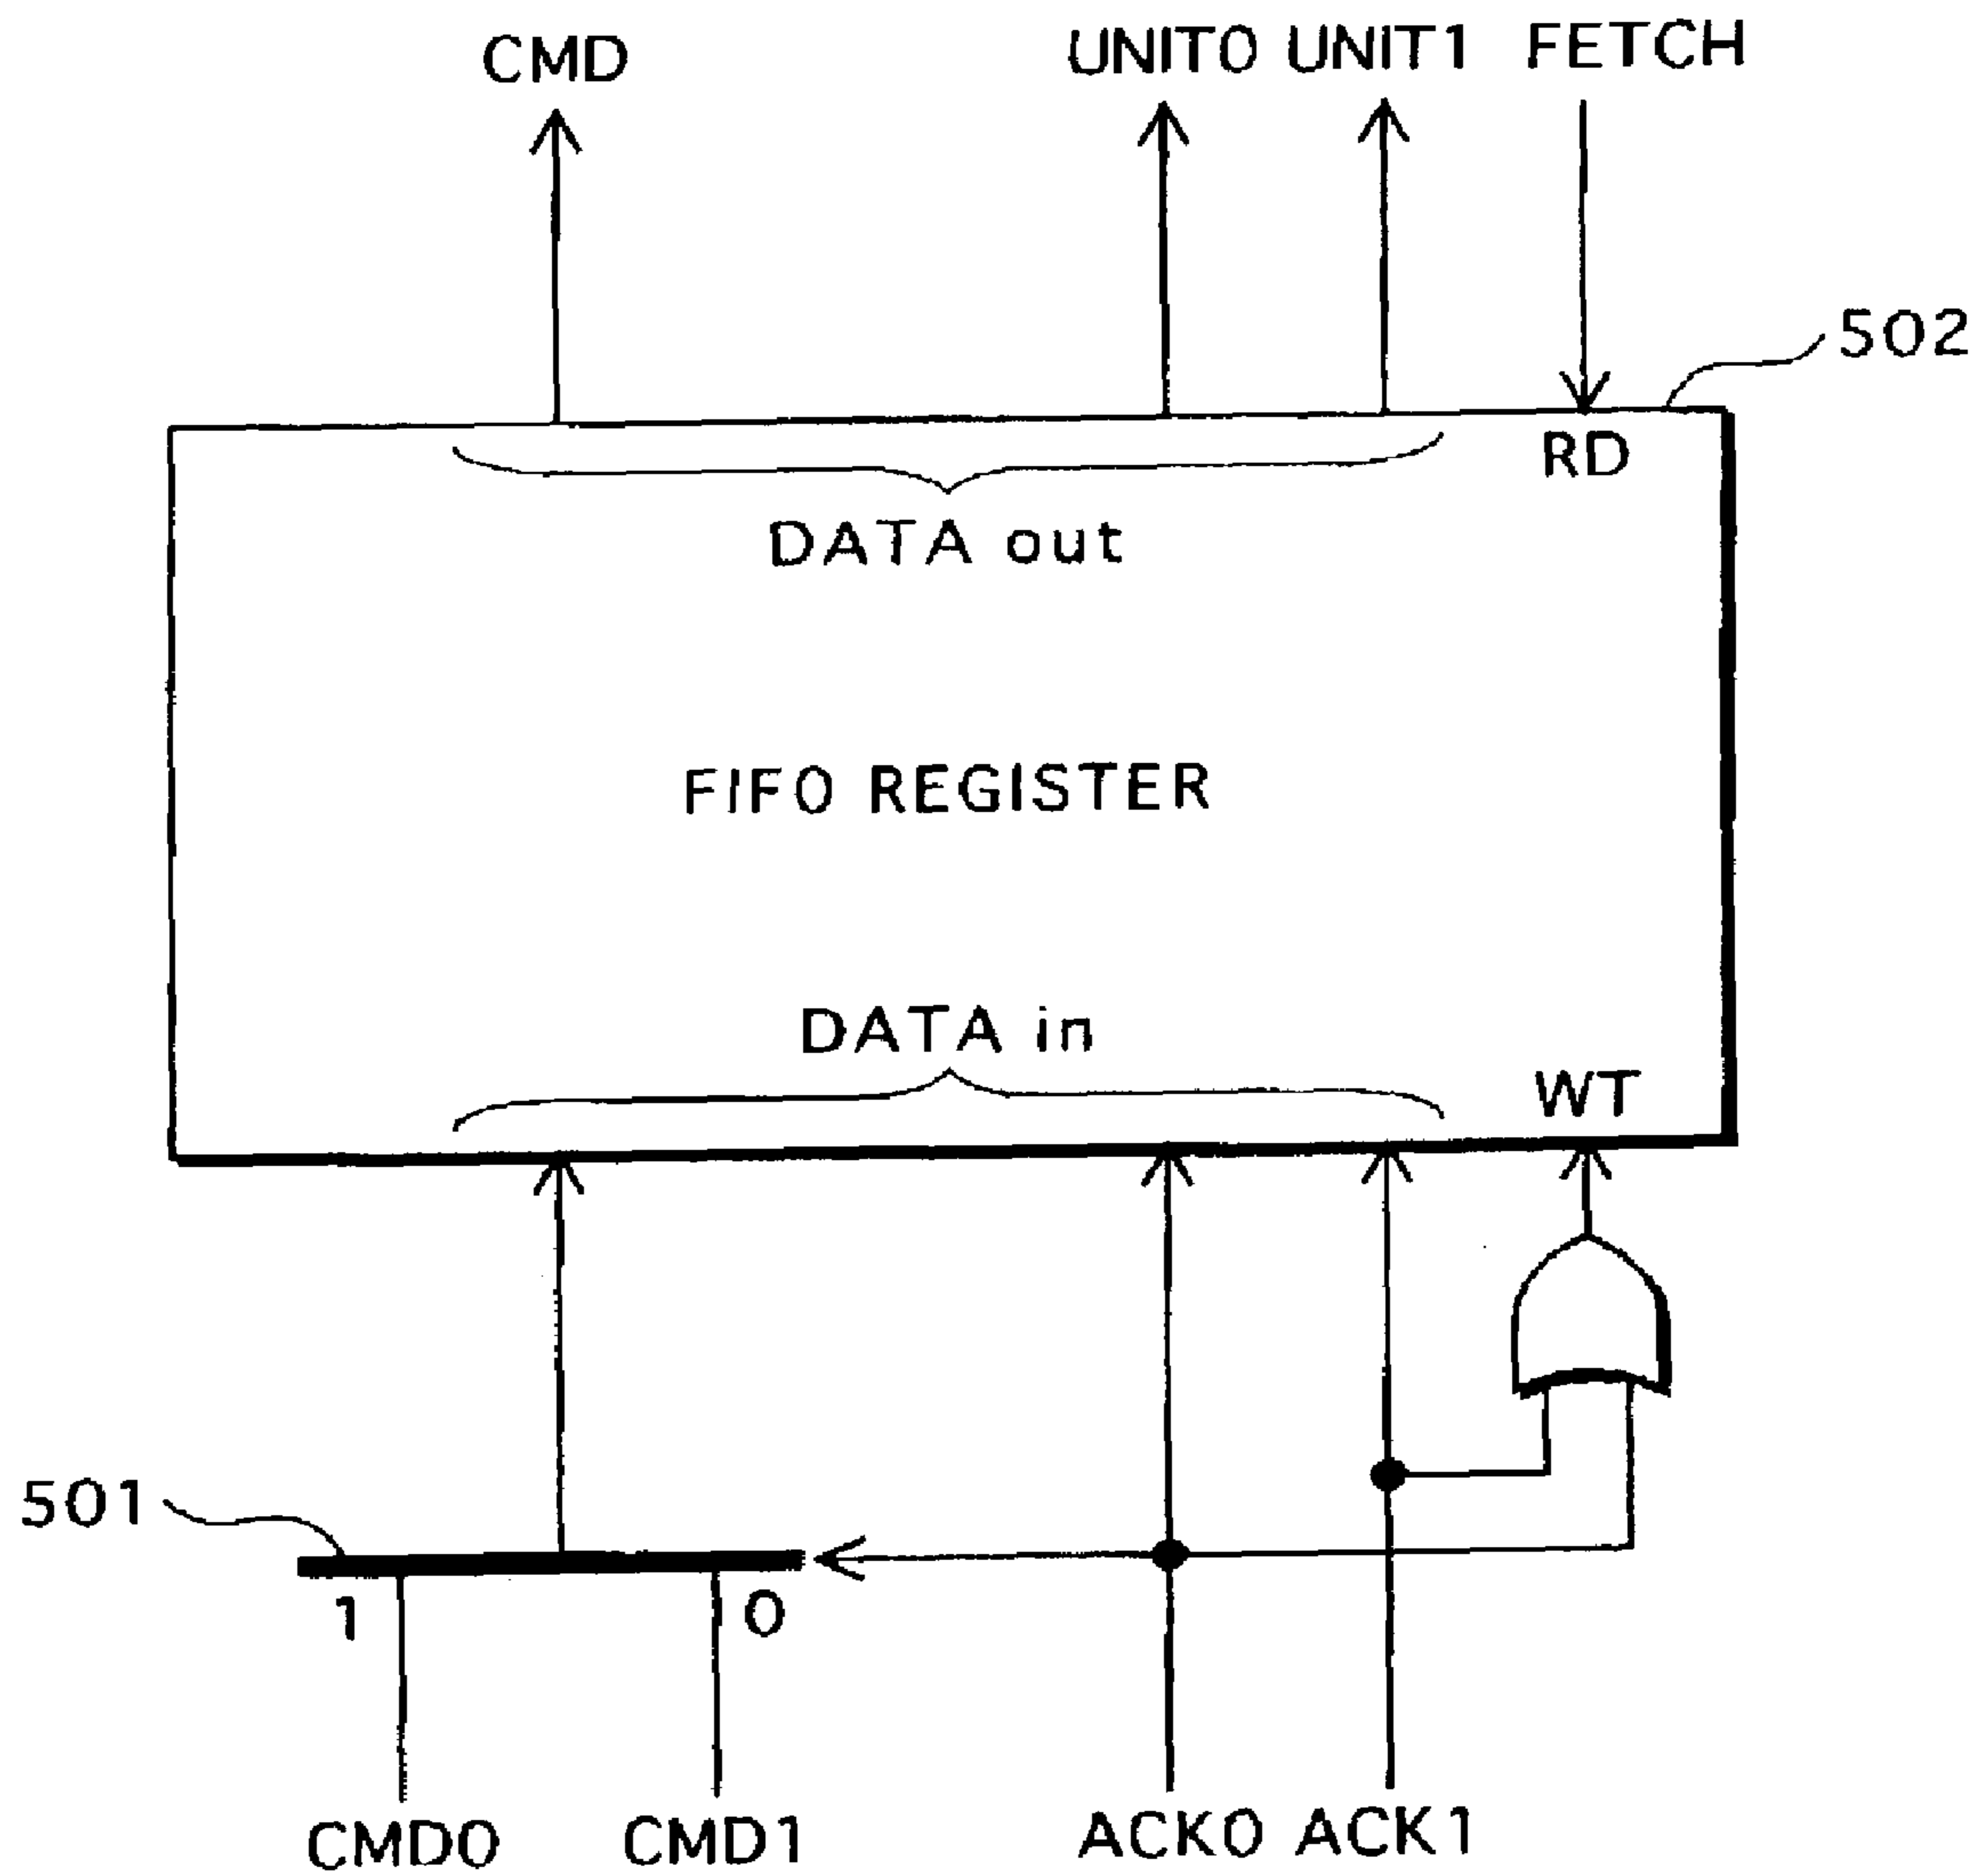 CMD
UNIT0 UNIT1 FETCH
502
RD
DATA out
FIFO REGISTER
DATA in
WT
501
1
0
CMD0
CMD1
ACK0 ACK1